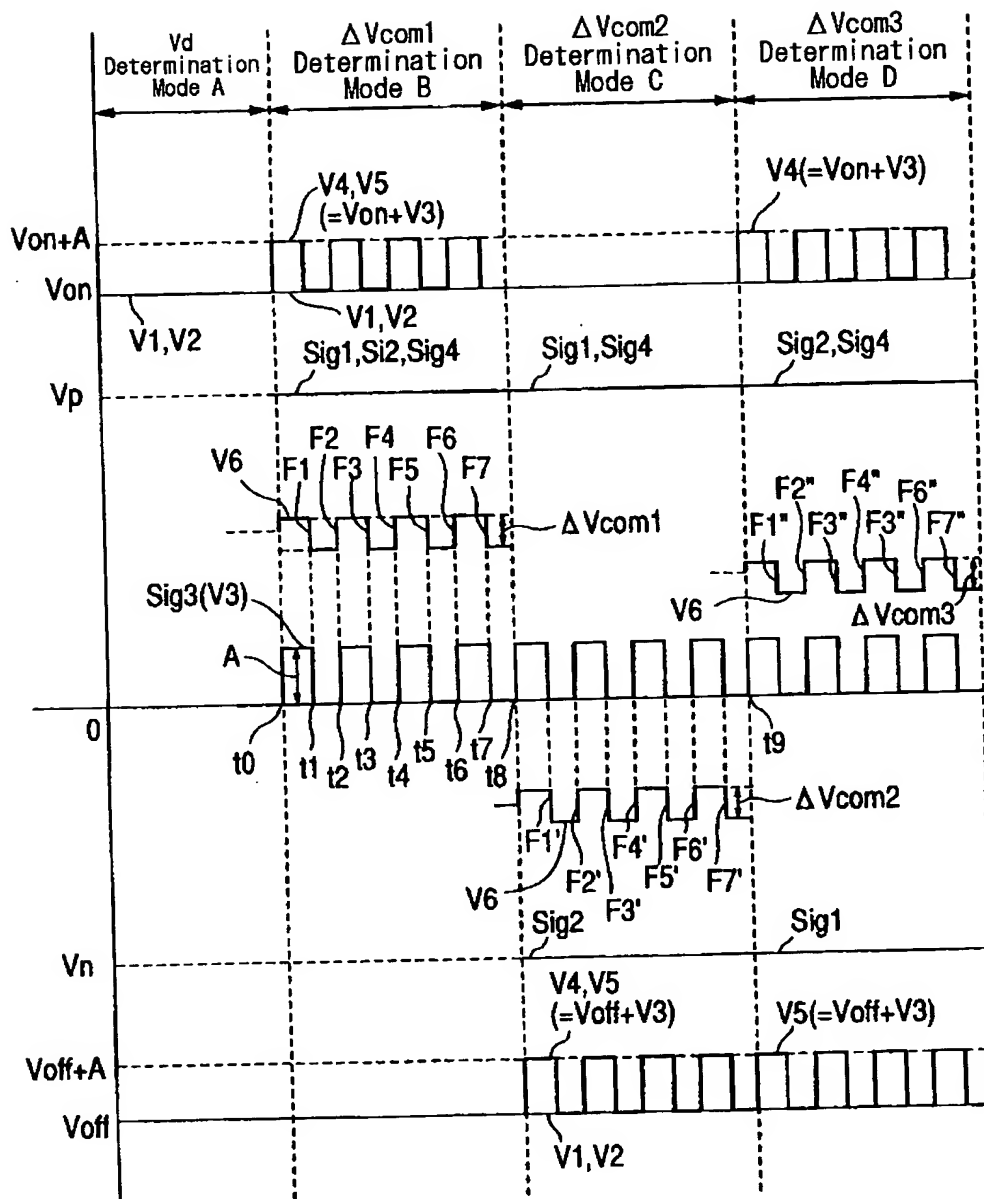 Vd
Determination
Mode A
ΔVcom1
Determination
Mode B
ΔVcom2
Determination
Mode C
ΔVcom3
Determination
Mode D
V4,V5
(=Von+V3)
V4(=Von+V3)
Von+A
Von
V1,V2
V1,V2
Sig1,Si2,Sig4
Sig1,Sig4
Sig2,Sig4
Vp
V6
F1
F2
F3
F4
F5
F6
F7
ΔVcom1
F1"
F2"
F3"
F4"
F3"
F6"
F7"
V6
ΔVcom3
Sig3(V3)
A
0
t0
t1
t2
t3
t4
t5
t6
t7
t8
t9
ΔVcom2
F1'
F2'
F3'
F4'
F5'
F6'
F7'
V6
Sig2
Sig1
Vn
V4,V5
(=Voff+V3)
V5(=Voff+V3)
Voff+A
Voff
V1,V2